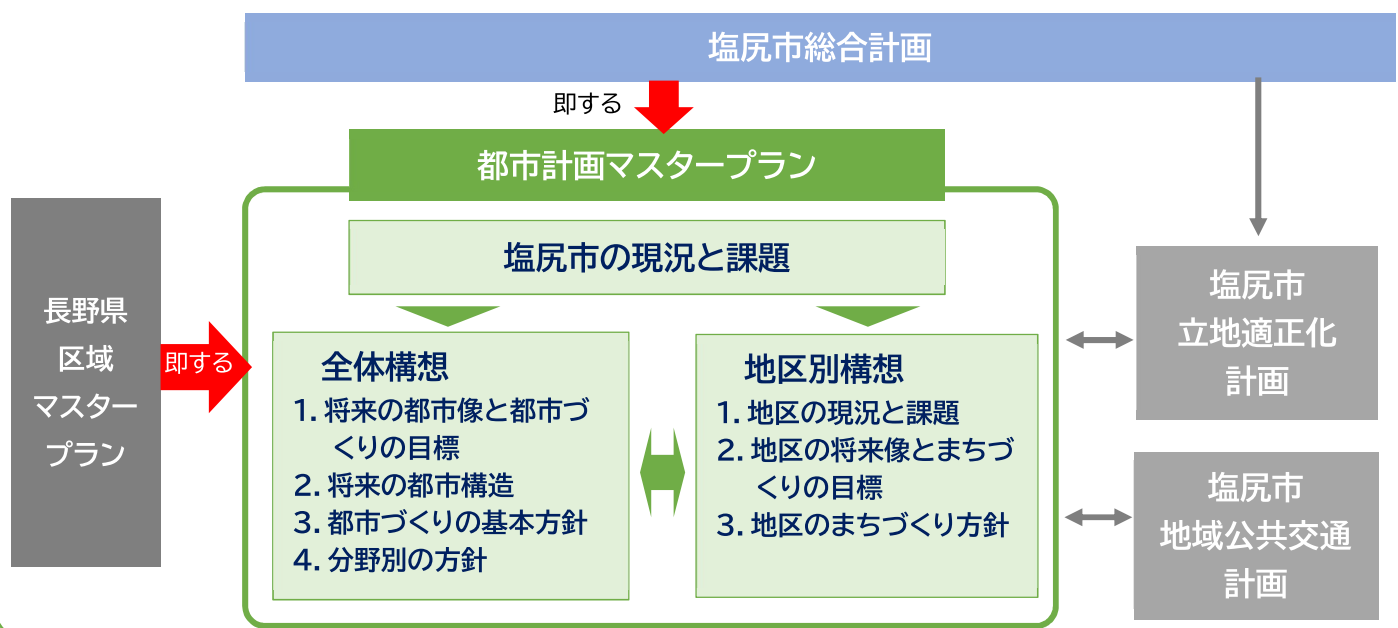 塩尻市総合計画
即する
都市計画マスタープラン
塩尻市の現況と課題
長野県
区域
マスター
プラン
即する
全体構想
1.将来の都市像と都市づ
くりの目標
2.将来の都市構造
3.都市づくりの基本方針
4.分野別の方針
地区別構想
1.地区の現況と課題
2.地区の将来像とまちづ
くりの目標
3.地区のまちづくり方針
塩尻市
立地適正化
計画
塩尻市
地域公共交通
計画